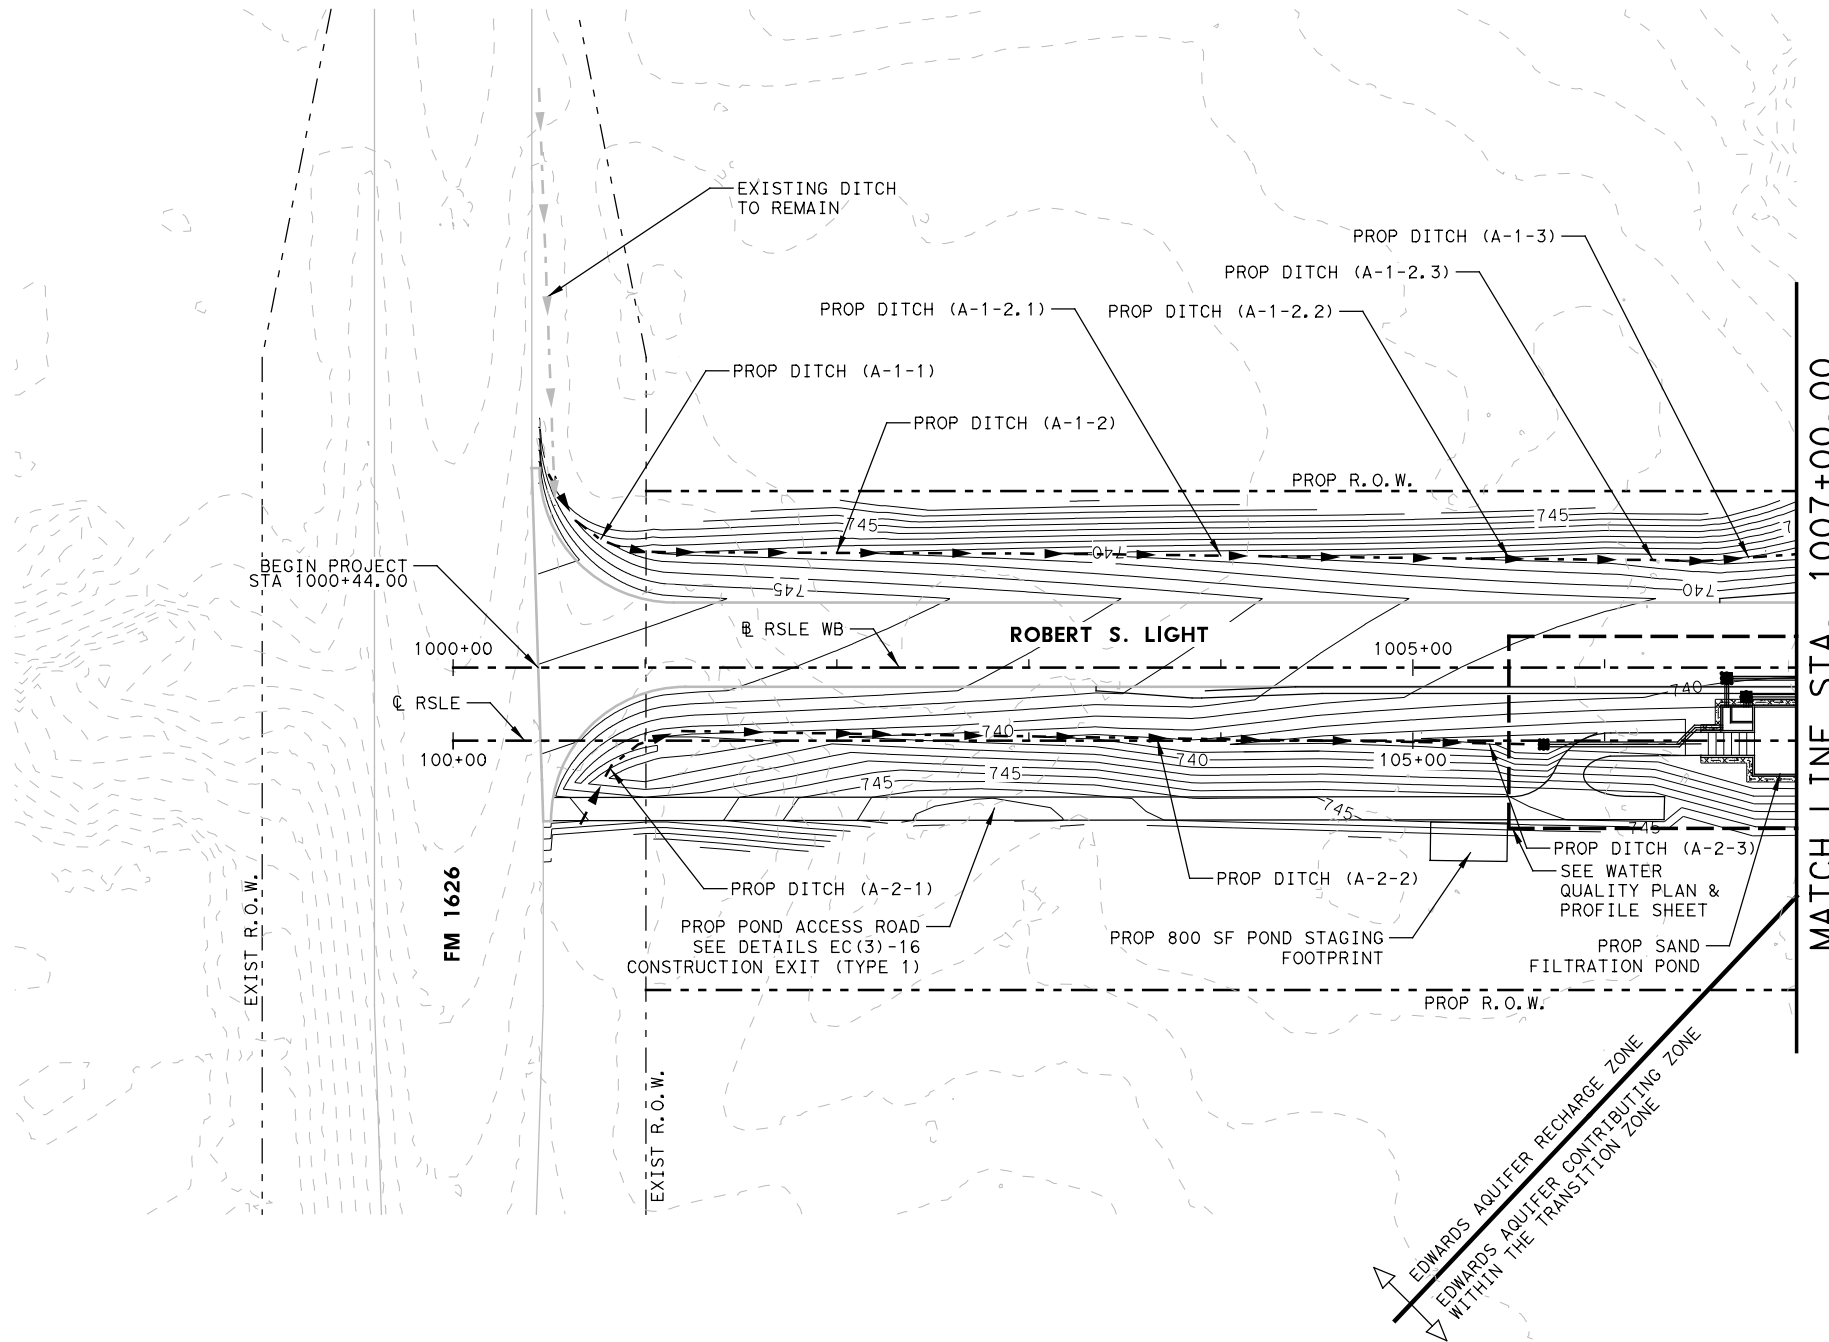 EXISTING DITCH
TO REMAIN
PROP DITCH (A-1-3)
PROP DITCH (A-1-2.3)
PROP DITCH (A-1-2.1)
PROP DITCH (A-1-2.2)
PROP DITCH (A-1-1)
PROP DITCH (A-1-2)
PROP R.O.W.
745
745
740
BEGIN PROJECT
STA 1000+44.00
745
740
MATCH LINE STA. 1007+00.00
℄ RSLE WB
ROBERT S. LIGHT
1000+00
1005+00
740
℄ RSLE
740
100+00
740
105+00
745
745
745
745
PROP DITCH (A-2-3)
SEE WATER
QUALITY PLAN &
PROFILE SHEET
PROP DITCH (A-2-1)
PROP DITCH (A-2-2)
EXIST R.O.W.
FM 1626
PROP POND ACCESS ROAD
SEE DETAILS EC(3)-16
CONSTRUCTION EXIT (TYPE 1)
PROP 800 SF POND STAGING
FOOTPRINT
PROP SAND
FILTRATION POND
PROP R.O.W.
EXIST R.O.W.
EDWARDS AQUIFER RECHARGE ZONE
EDWARDS AQUIFER CONTRIBUTING ZONE
WITHIN THE TRANSITION ZONE